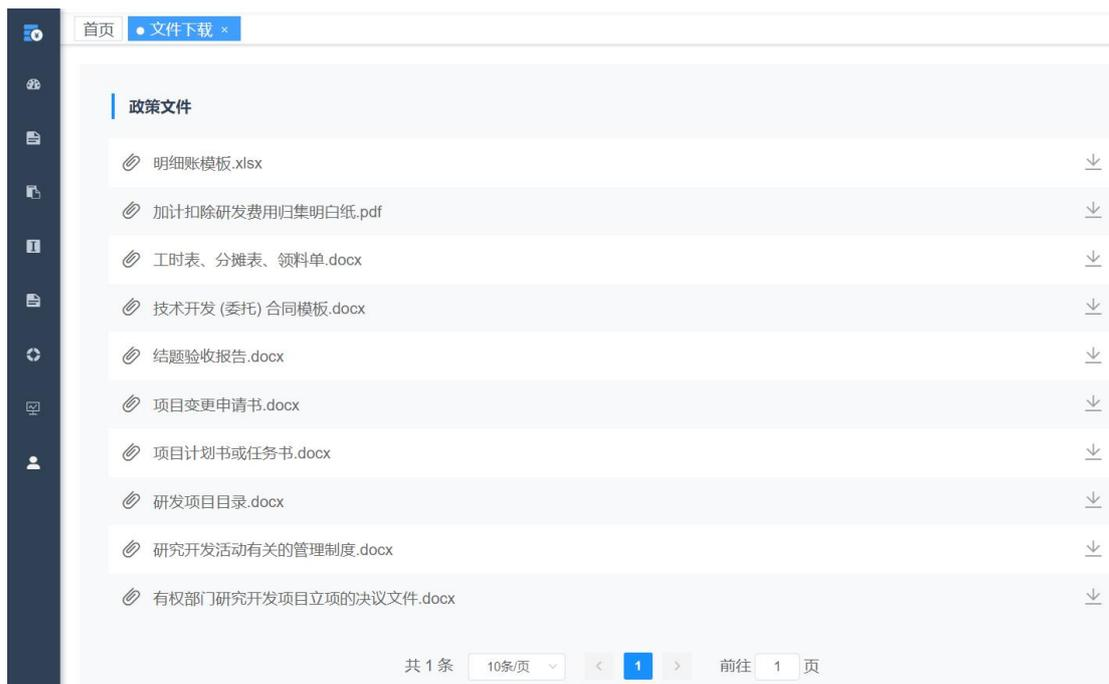 首页 文件下载 ×
政策文件
明细账模板.xlsx
加计扣除研发费用归集明白纸.pdf
工时表、分摊表、领料单.docx
技术开发 (委托) 合同模板.docx
结题验收报告.docx
项目变更申请书.docx
项目计划书或任务书.docx
研发项目目录.docx
研究开发活动有关的管理制度.docx
有权部门研究开发项目立项的决议文件.docx
共 1 条 10条/页 < 1 > 前往 1 页